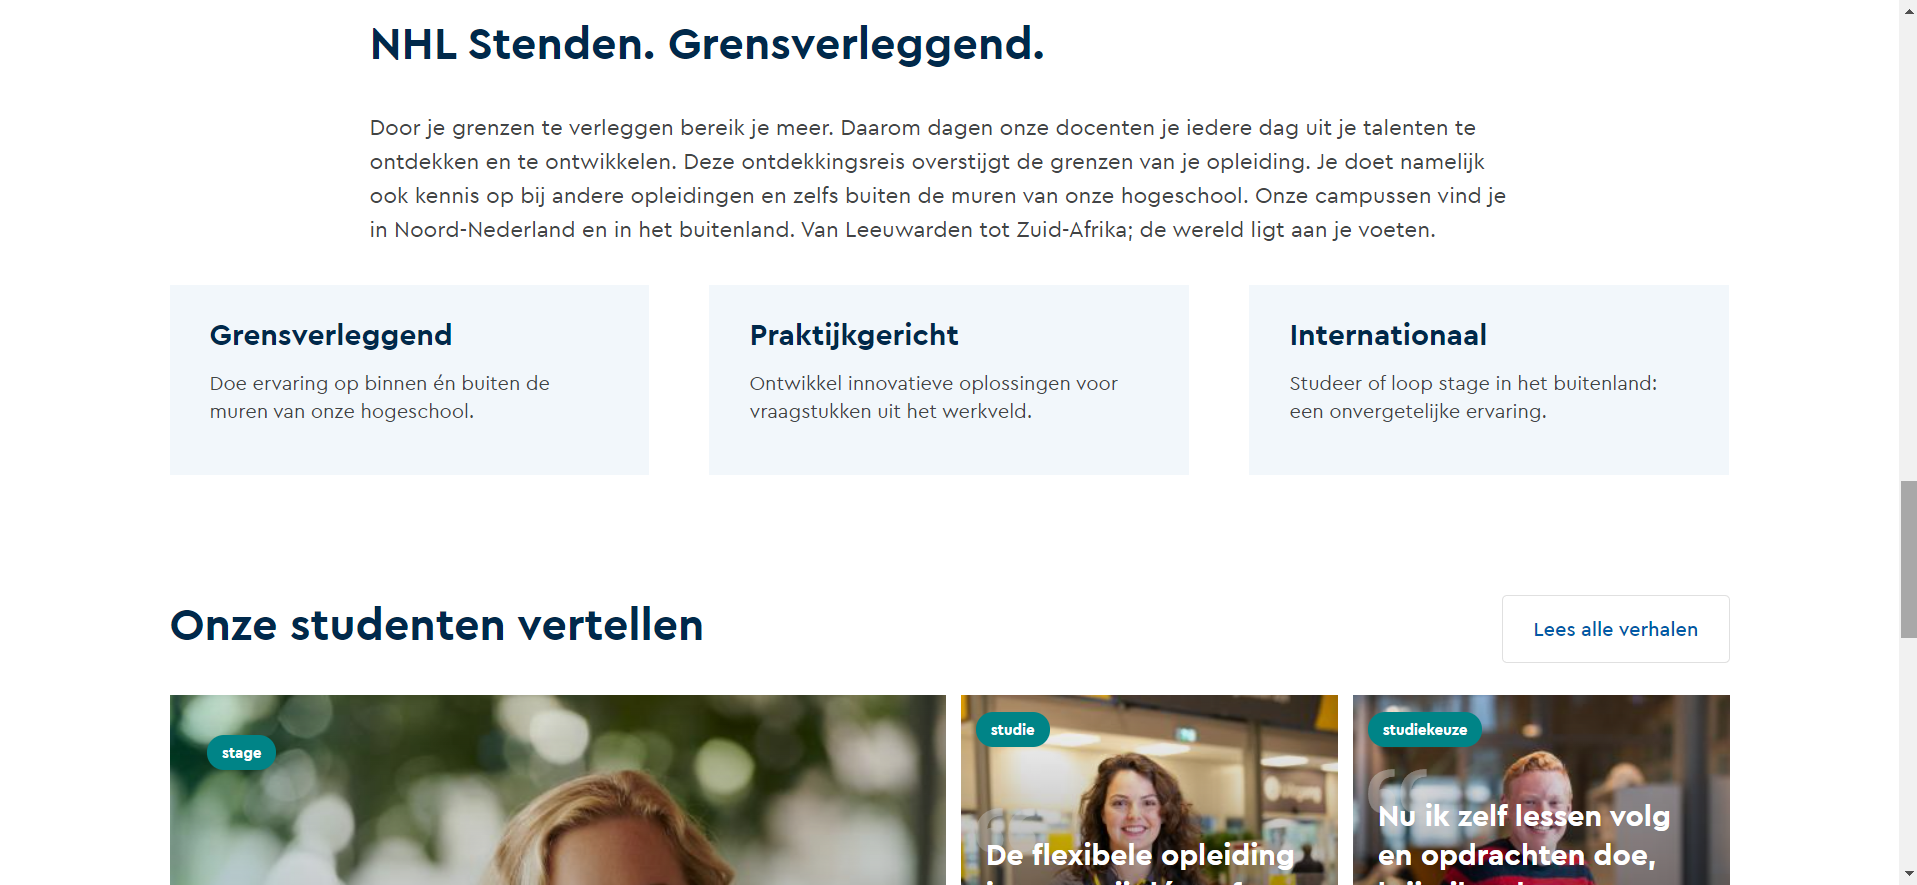 NHL Stenden. Grensverleggend.
Door je grenzen te verleggen bereik je meer. Daarom dagen onze docenten je iedere dag uit je talenten te
ontdekken en te ontwikkelen. Deze ontdekkingsreis overstijgt de grenzen van je opleiding. Je doet namelijk
ook kennis op bij andere opleidingen en zelfs buiten de muren van onze hogeschool. Onze campussen vind je
in Noord-Nederland en in het buitenland. Van Leeuwarden tot Zuid-Afrika; de wereld ligt aan je voeten.
Grensverleggend
Doe ervaring op binnen én buiten de
muren van onze hogeschool.
Praktijkgericht
Ontwikkel innovatieve oplossingen voor
vraagstukken uit het werkveld.
Internationaal
Studeer of loop stage in het buitenland:
een onvergetelijke ervaring.
Onze studenten vertellen
Lees alle verhalen
stage
studie
De flexibele opleiding
studiekeuze
Nu ik zelf lessen volg
en opdrachten doe,